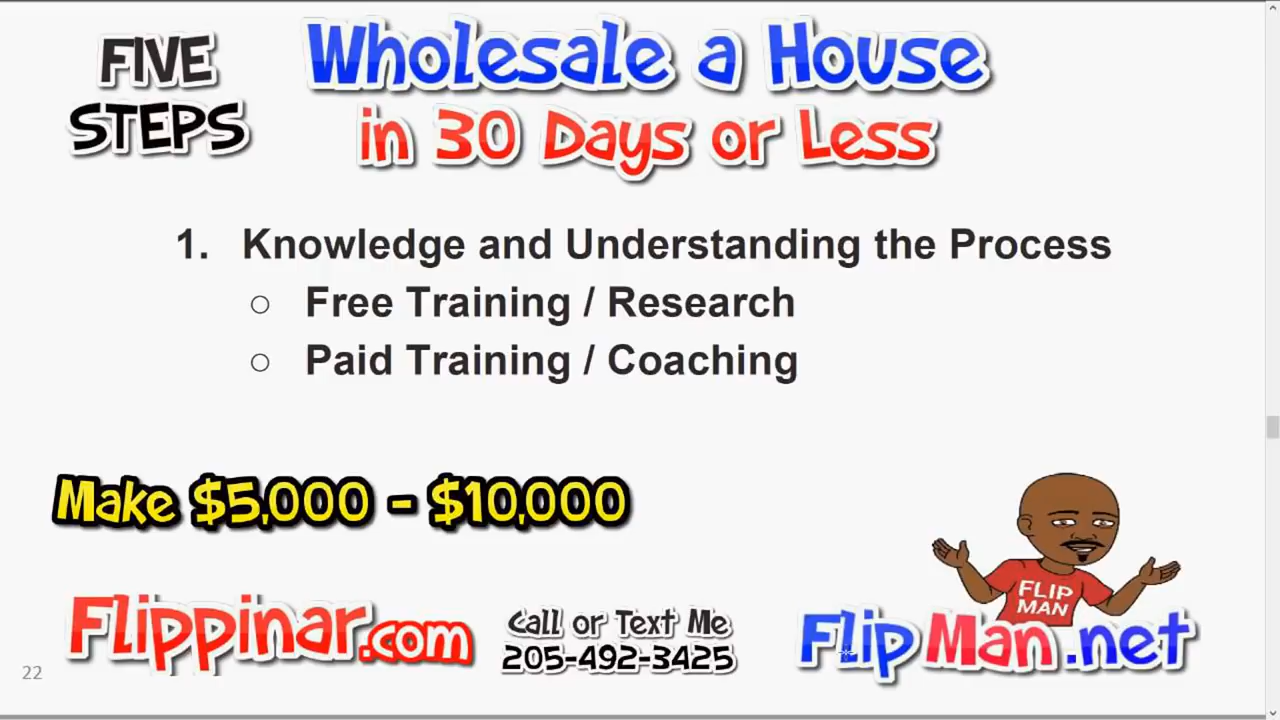 FIVE
STEPS
Wholesale a House
in 30 Days or Less
1. Knowledge and Understanding the Process
○ Free Training / Research
○ Paid Training / Coaching
Make $5,000 - $10,000
FLIP
MAN
Flippinar.com
Call or Text Me
205-492-3425
FlipMan.net
22